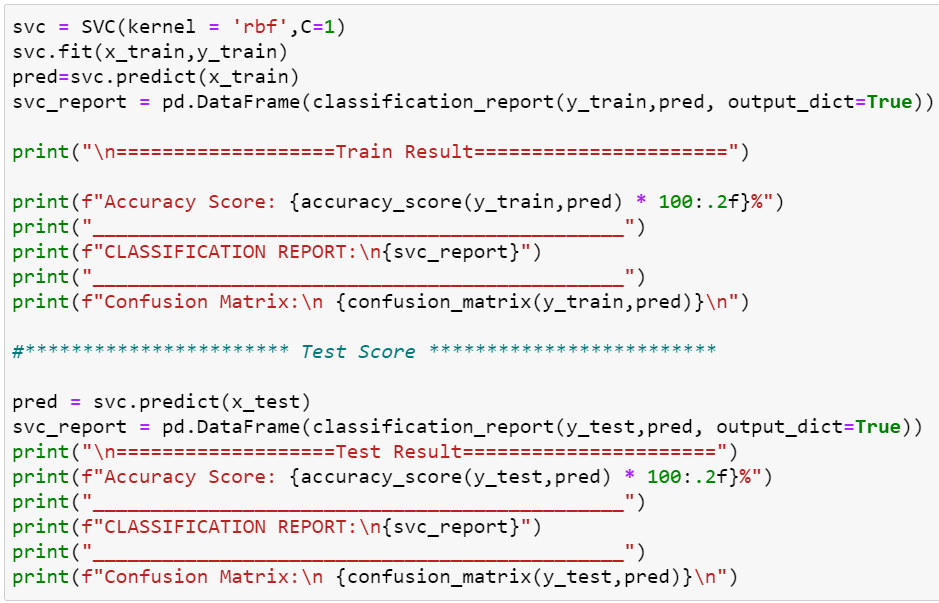 svc = SVC(kernel = 'rbf',C=1)
svc.fit(x_train,y_train)
pred=svc.predict(x_train)
svc_report = pd.DataFrame(classification_report(y_train,pred, output_dict=True))
print("\n===================Train Result======================")
print(f"Accuracy Score: {accuracy_score(y_train,pred) * 100:.2f}%")
print("______________________________________________")
print(f"CLASSIFICATION REPORT:\n{svc_report}")
print("______________________________________________")
print(f"Confusion Matrix:\n {confusion_matrix(y_train,pred)}\n")
#*********************** Test Score *************************
pred = svc.predict(x_test)
svc_report = pd.DataFrame(classification_report(y_test,pred, output_dict=True))
print("\n===================Test Result======================")
print(f"Accuracy Score: {accuracy_score(y_test,pred) * 100:.2f}%")
print("______________________________________________")
print(f"CLASSIFICATION REPORT:\n{svc_report}")
print("______________________________________________")
print(f"Confusion Matrix:\n {confusion_matrix(y_test,pred)}\n")